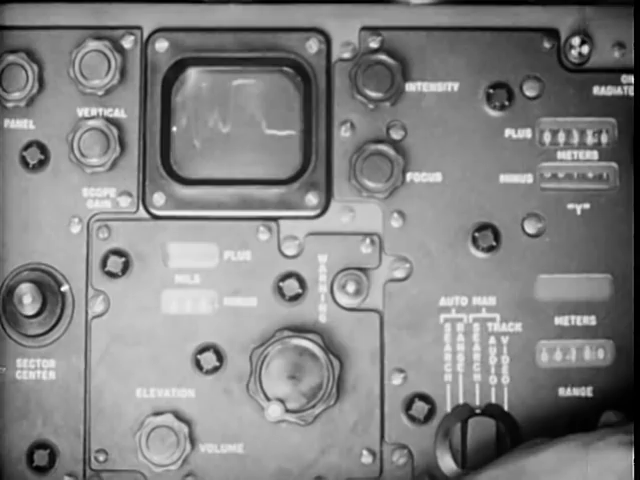 PANEL
VERTICAL
SCOPE
GAIN
INTENSITY
FOCUS
ON
PLUS
METERS
MINUS
"Y"
PLUS
MILS
MINUS
WARNING
AUTO MAN
TRACK
SEARCH
RANGE
SEARCH
AUDIO
VIDEO
METERS
RANGE
SECTOR
CENTER
ELEVATION
VOLUME